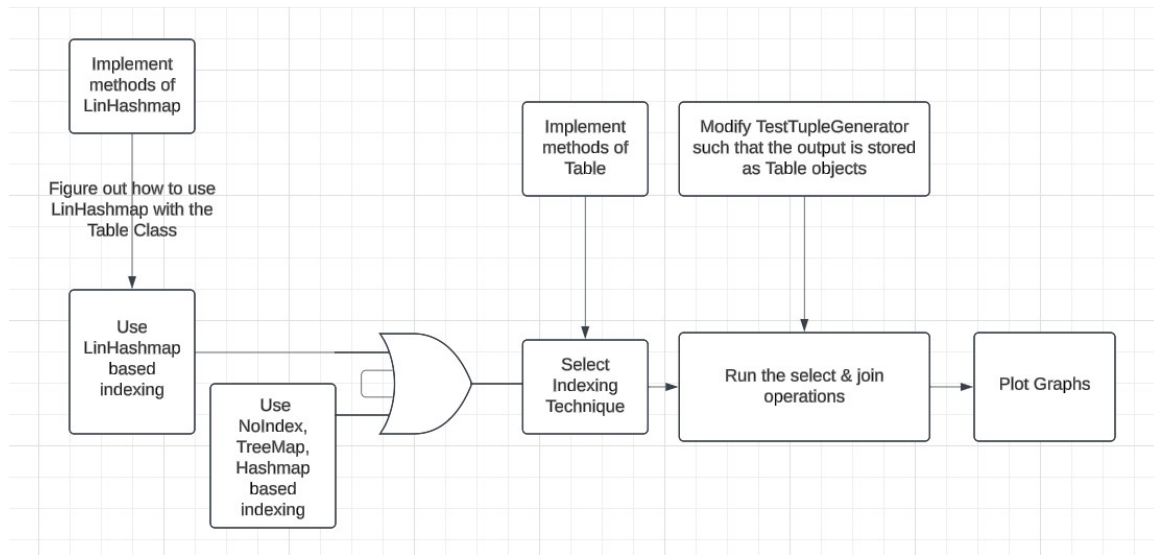 Implement
methods of
LinHashmap
Figure out how to use
LinHashmap with the
Table Class
Use
LinHashmap
based
indexing
Use
NoIndex,
TreeMap,
Hashmap
based
indexing
Implement
methods of
Table
Select
Indexing
Technique
Modify TestTupleGenerator
such that the output is stored
as Table objects
Run the select & join
operations
Plot Graphs